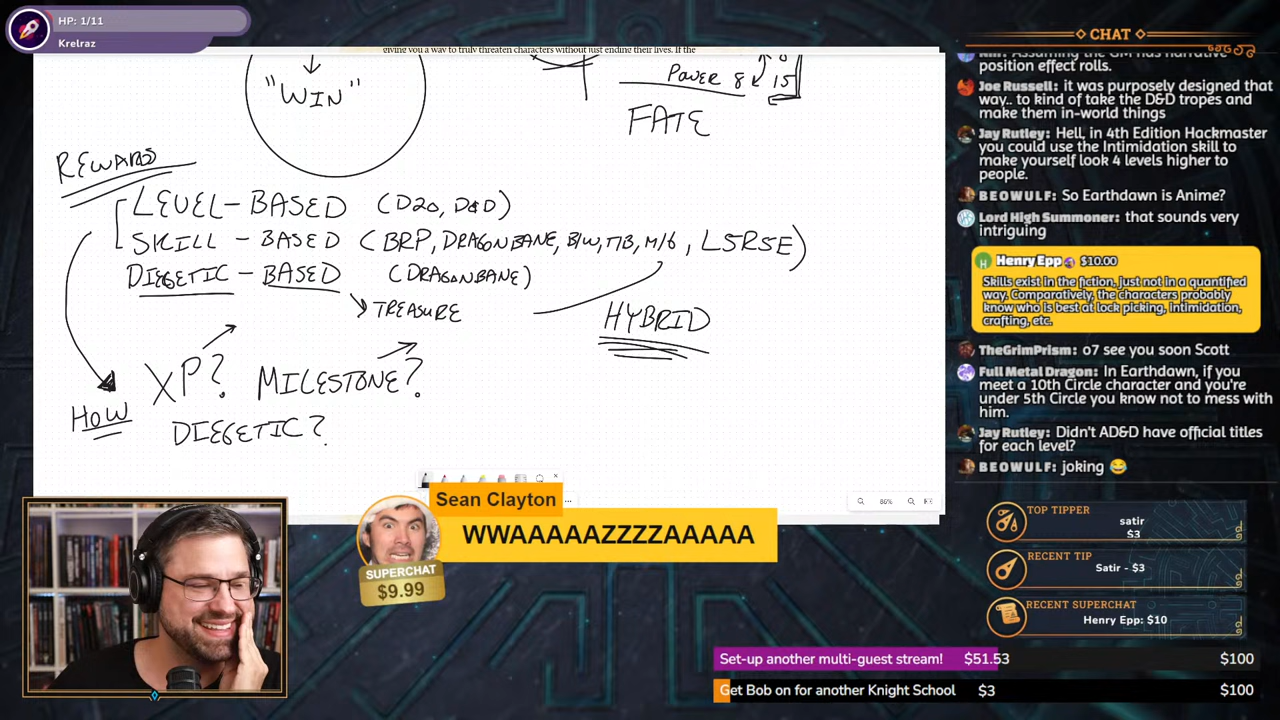 HP: 1/11
Krelraz
giving you a way to truly threaten characters without just ending their lives. If the
"WIN"
POWER 8
15
FATE
REWARDS
LEVEL-BASED (D20, D&D)
SKILL - BASED (BRP, DRAGONBANE, B/W, T/B, M/G, L5R5E)
DIEGETIC - BASED (DRAGONBANE)
TREASURE
HYBRID
XP? MILESTONE?
HOW
DIEGETIC?
86%
Sean Clayton
WWAAAAAZZZZAAAAA
SUPERCHAT
$9.99
CHAT
position effect rolls.
Joe Russell: it was purposely designed that
way.. to kind of take the D&D tropes and
make them in-world things
Jay Rutley: Hell, in 4th Edition Hackmaster
you could use the Intimidation skill to
make yourself look 4 levels higher to
people.
BEOWULF: So Earthdawn is Anime?
Lord High Summoner: that sounds very
intriguing
Henry Epp $10.00
Skills exist in the fiction, just not in a quantified
way. Comparatively, the characters probably
know who is best at lock picking, intimidation,
crafting, etc.
TheGrimPrism: o7 see you soon Scott
Full Metal Dragon: In Earthdawn, if you
meet a 10th Circle character and you're
under 5th Circle you know not to mess with
him.
Jay Rutley: Didn't AD&D have official titles
for each level?
BEOWULF: joking 😂
TOP TIPPER
satir
$3
RECENT TIP
Satir - $3
RECENT SUPERCHAT
Henry Epp: $10
Set-up another multi-guest stream! $51.53 $100
Get Bob on for another Knight School $3 $100